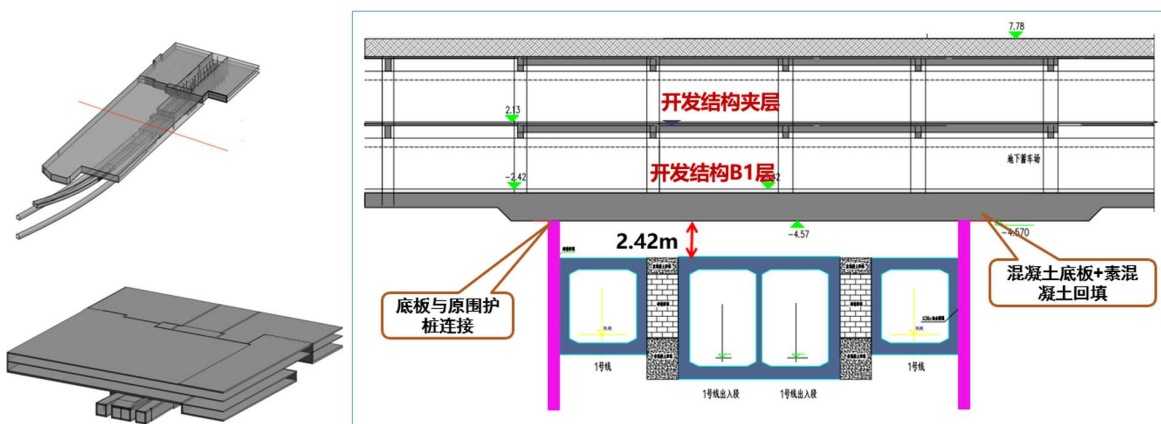 7.78
开发结构夹层
2.13
地下蓄车场
开发结构B1层
-2.42
2.42m
-4.57
-4.570
底板与原围护
桩连接
混凝土底板+素混
凝土回填
1号线
1号线出入段
1号线出入段
1号线